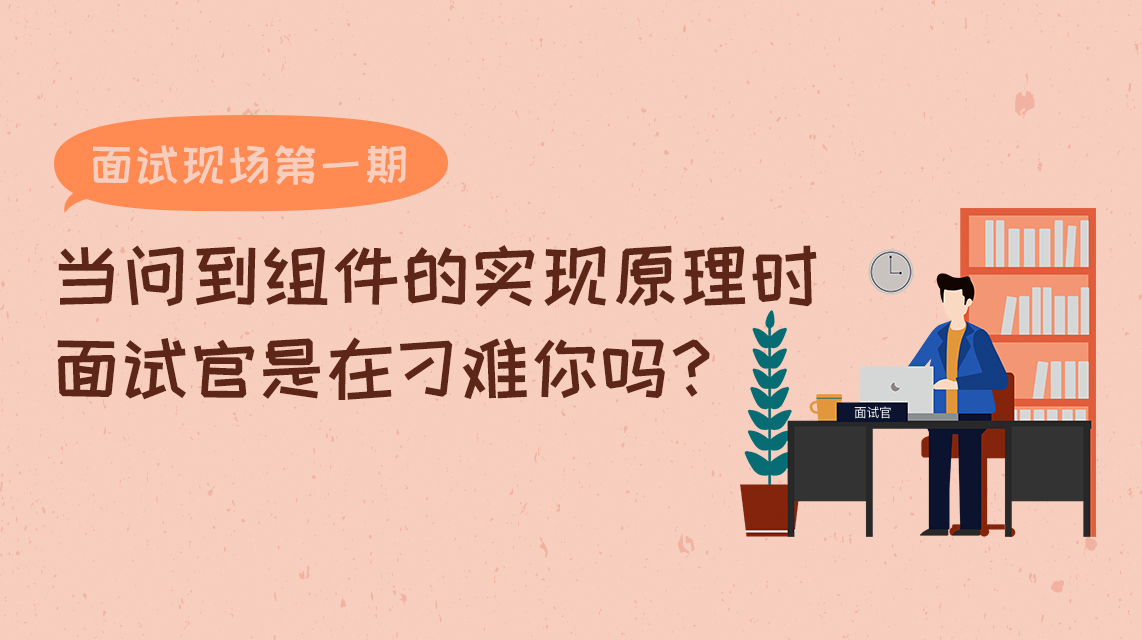 面试现场第一期
当问到组件的实现原理时
面试官是在刁难你吗？
面试官